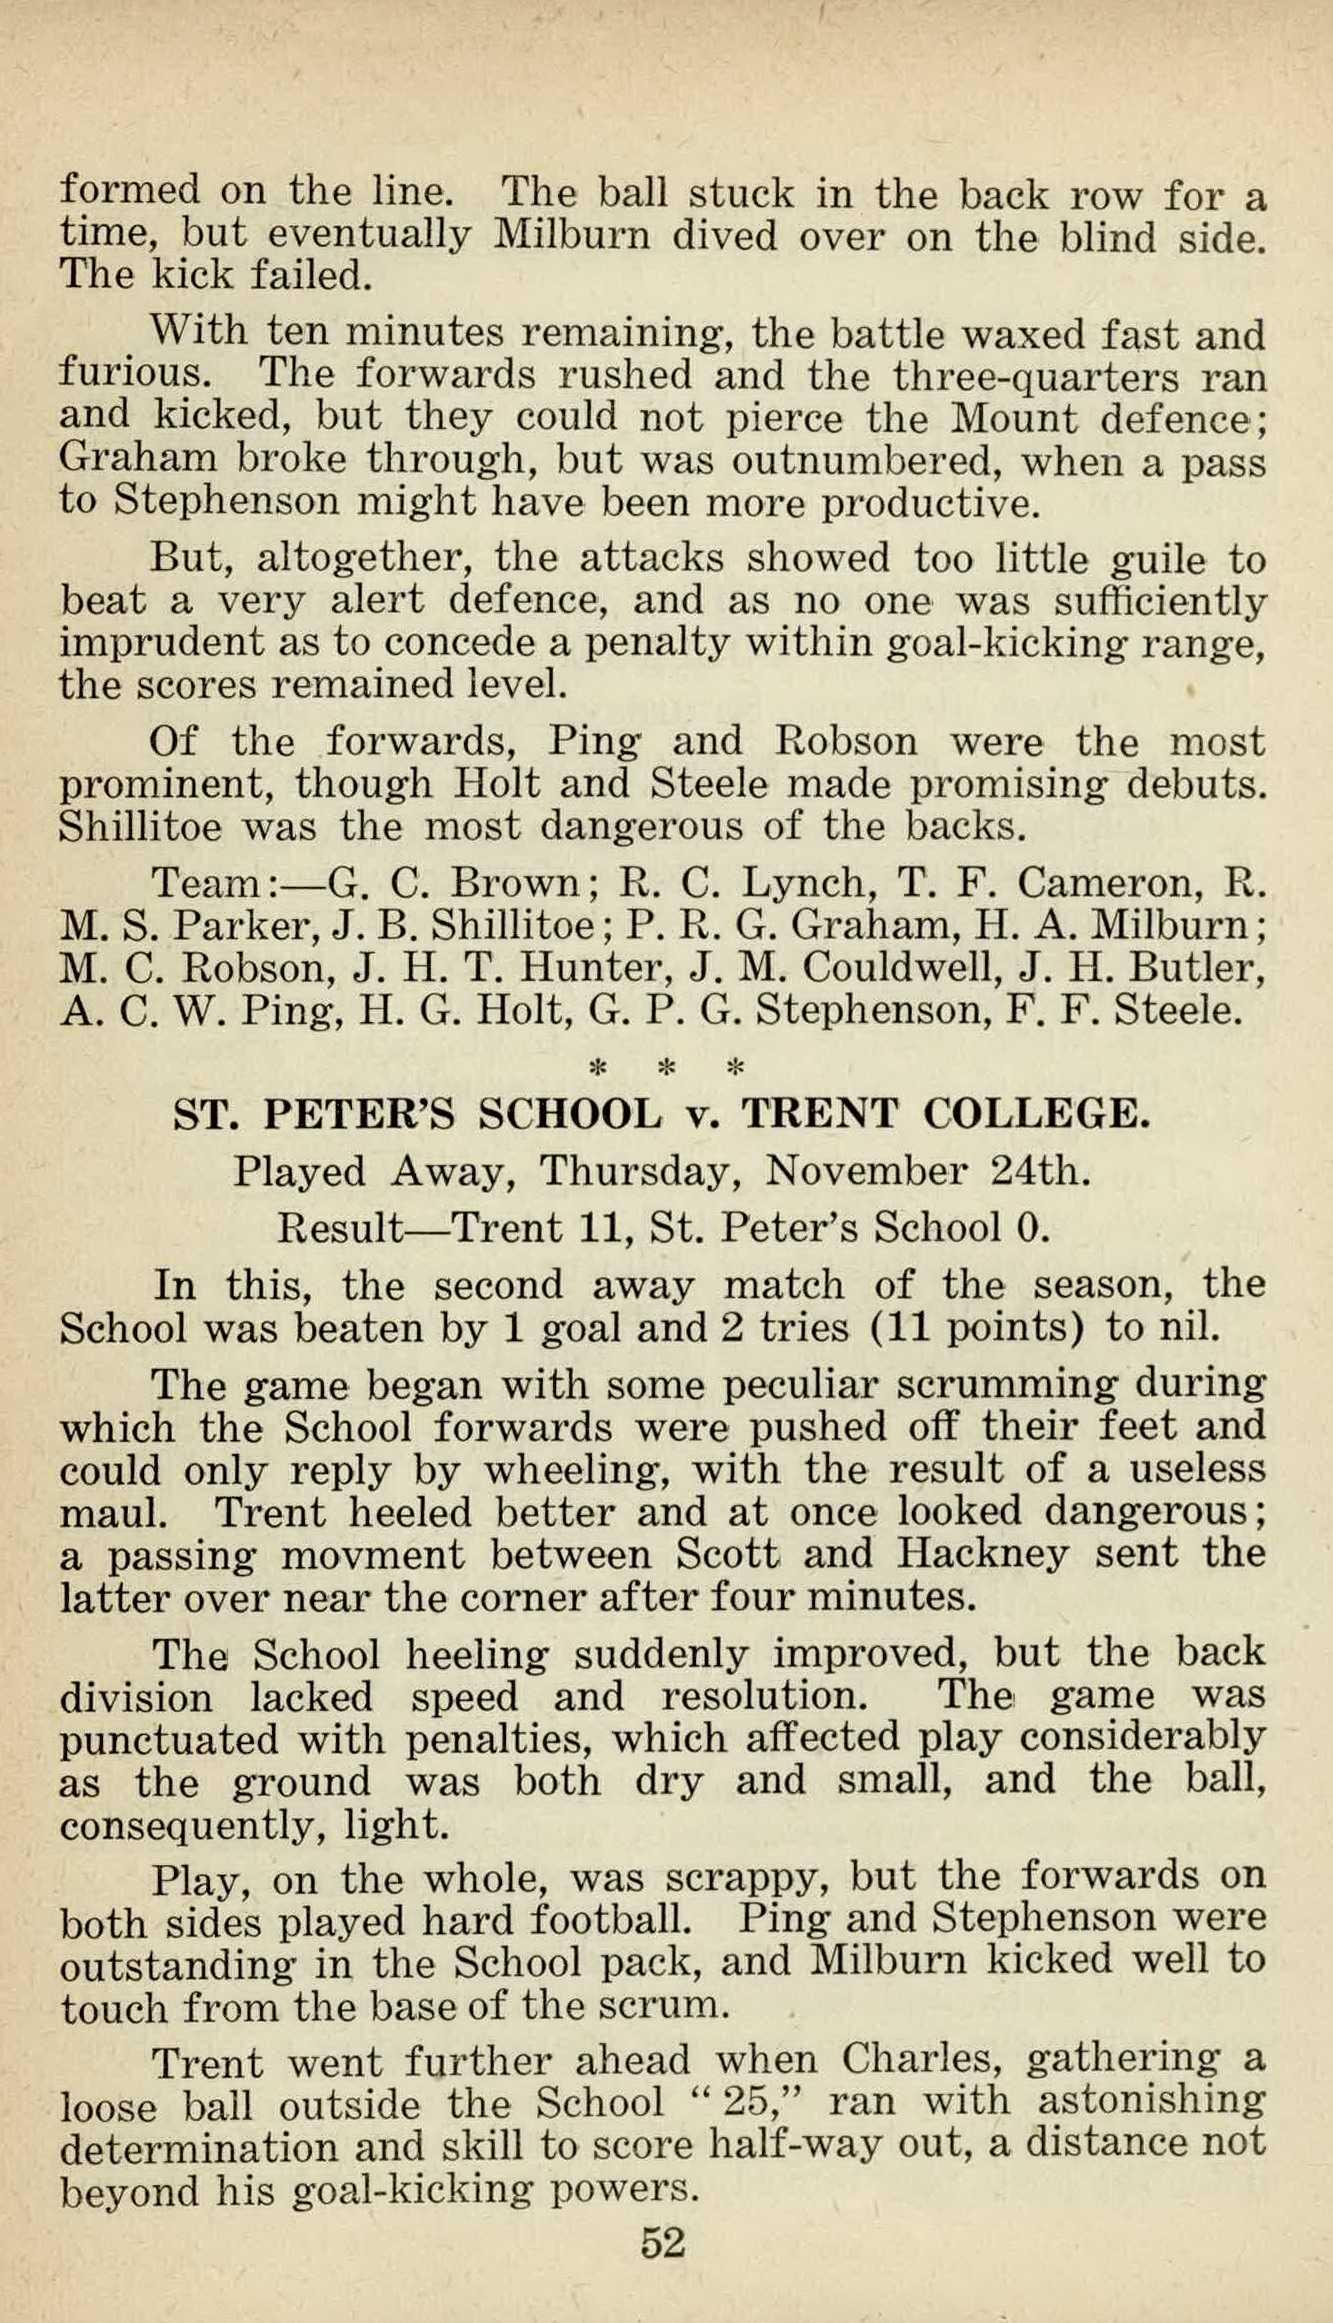 formed on the line. The ball stuck in the back row for a
time, but eventually Milburn dived over on the blind side.
The kick failed.
With ten minutes remaining, the battle waxed fast and
furious. The forwards rushed and the three-quarters ran
and kicked, but they could not pierce the Mount defence;
Graham broke through, but was outnumbered, when a pass
to Stephenson might have been more productive.
But, altogether, the attacks showed too little guile to
beat a very alert defence, and as no one was sufficiently
imprudent as to concede a penalty within goal-kicking range,
the scores remained level.
Of the forwards, Ping and Robson were the most
prominent, though Holt and Steele made promising debuts.
Shillitoe was the most dangerous of the backs.
Team:—G. C. Brown; R. C. Lynch, T. F. Cameron, R.
M. S. Parker, J. B. Shillitoe; P. R. G. Graham, H. A. Milburn;
M. C. Robson, J. H. T. Hunter, J. M. Couldwell, J. H. Butler,
A. C. W. Ping, H. G. Holt, G. P. G. Stephenson, F. F. Steele.
* * *
ST. PETER'S SCHOOL v. TRENT COLLEGE.
Played Away, Thursday, November 24th.
Result—Trent 11, St. Peter's School 0.
In this, the second away match of the season, the
School was beaten by 1 goal and 2 tries (11 points) to nil.
The game began with some peculiar scrumming during
which the School forwards were pushed off their feet and
could only reply by wheeling, with the result of a useless
maul. Trent heeled better and at once looked dangerous;
a passing movment between Scott and Hackney sent the
latter over near the corner after four minutes.
The School heeling suddenly improved, but the back
division lacked speed and resolution. The game was
punctuated with penalties, which affected play considerably
as the ground was both dry and small, and the ball,
consequently, light.
Play, on the whole, was scrappy, but the forwards on
both sides played hard football. Ping and Stephenson were
outstanding in the School pack, and Milburn kicked well to
touch from the base of the scrum.
Trent went further ahead when Charles, gathering a
loose ball outside the School " 25," ran with astonishing
determination and skill to score half-way out, a distance not
beyond his goal-kicking powers.
52